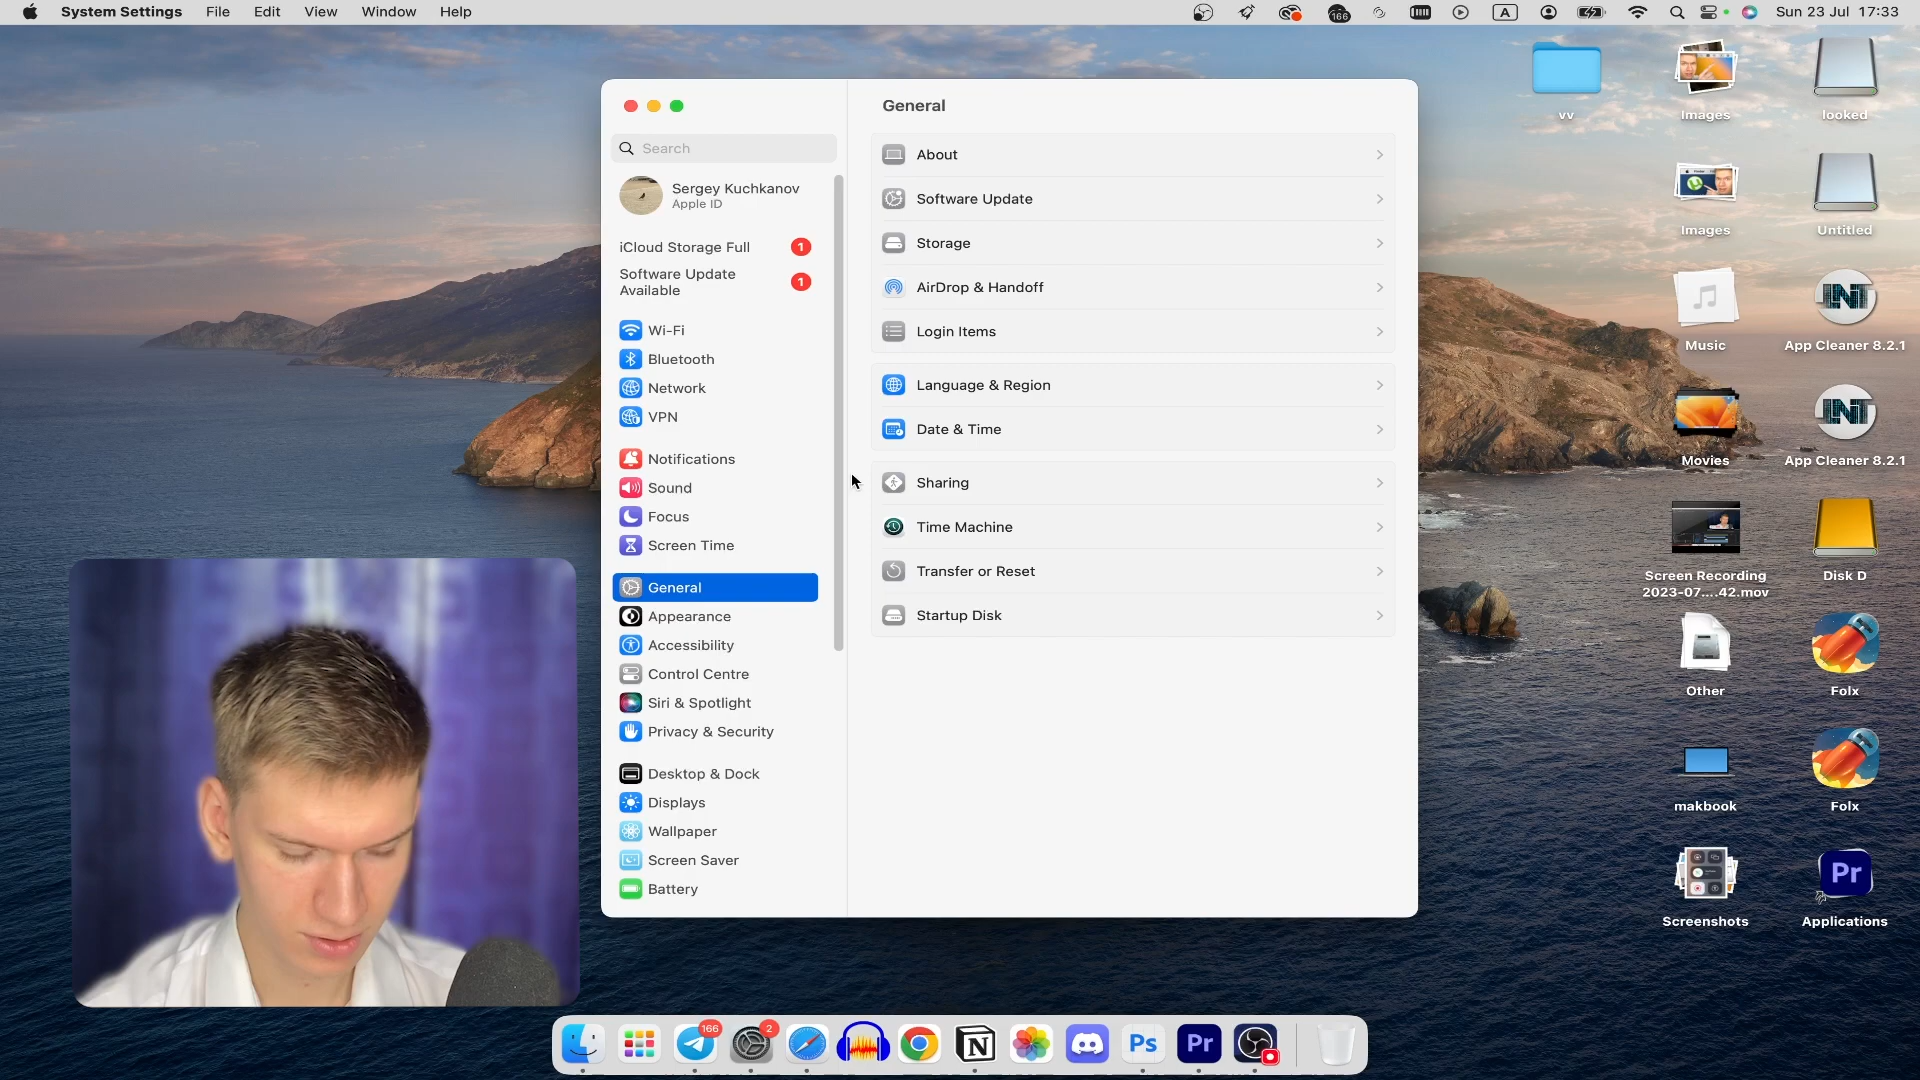 System Settings File Edit View Window Help
166
A
Sun 23 Jul 17:33
General
Search
Sergey Kuchkanov
Apple ID
iCloud Storage Full 1
Software Update
Available 1
Wi-Fi
Bluetooth
Network
VPN
Notifications
Sound
Focus
Screen Time
General
Appearance
Accessibility
Control Centre
Siri & Spotlight
Privacy & Security
Desktop & Dock
Displays
Wallpaper
Screen Saver
Battery
About
Software Update
Storage
AirDrop & Handoff
Login Items
Language & Region
Date & Time
Sharing
Time Machine
Transfer or Reset
Startup Disk
vv
Images
looked
Images
Untitled
Music
INT
App Cleaner 8.2.1
Movies
INT
App Cleaner 8.2.1
Screen Recording
2023-07....42.mov
Disk D
Other
Folx
makbook
Folx
Screenshots
Pr
Applications
166
2
N
Ps
Pr